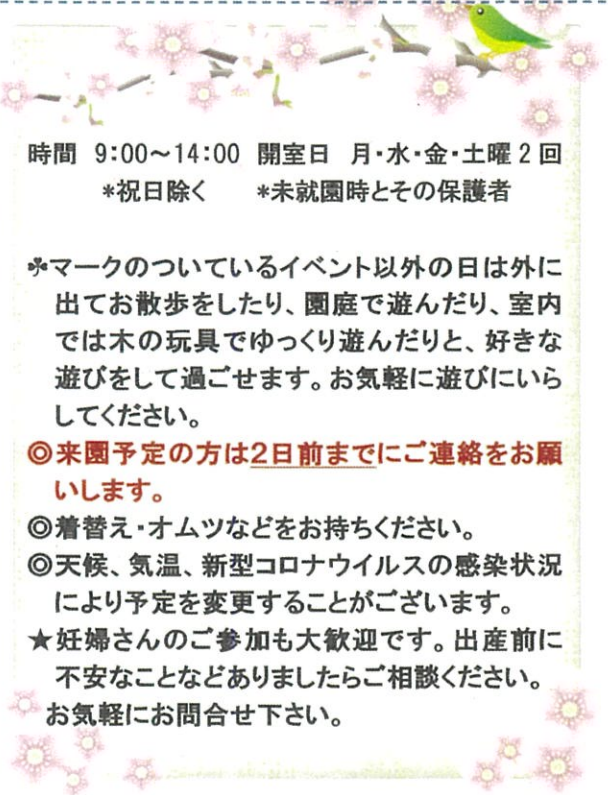 時間 9:00～14:00 開室日 月・水・金・土曜2回
*祝日除く *未就園時とその保護者
☘マークのついているイベント以外の日は外に
出てお散歩をしたり、園庭で遊んだり、室内
では木の玩具でゆっくり遊んだりと、好きな
遊びをして過ごせます。お気軽に遊びにいら
してください。
◎来園予定の方は2日前までにご連絡をお願
いします。
◎着替え・オムツなどをお持ちください。
◎天候、気温、新型コロナウイルスの感染状況
により予定を変更することがございます。
★妊婦さんのご参加も大歓迎です。出産前に
不安なことなどありましたらご相談ください。
お気軽にお問合せ下さい。